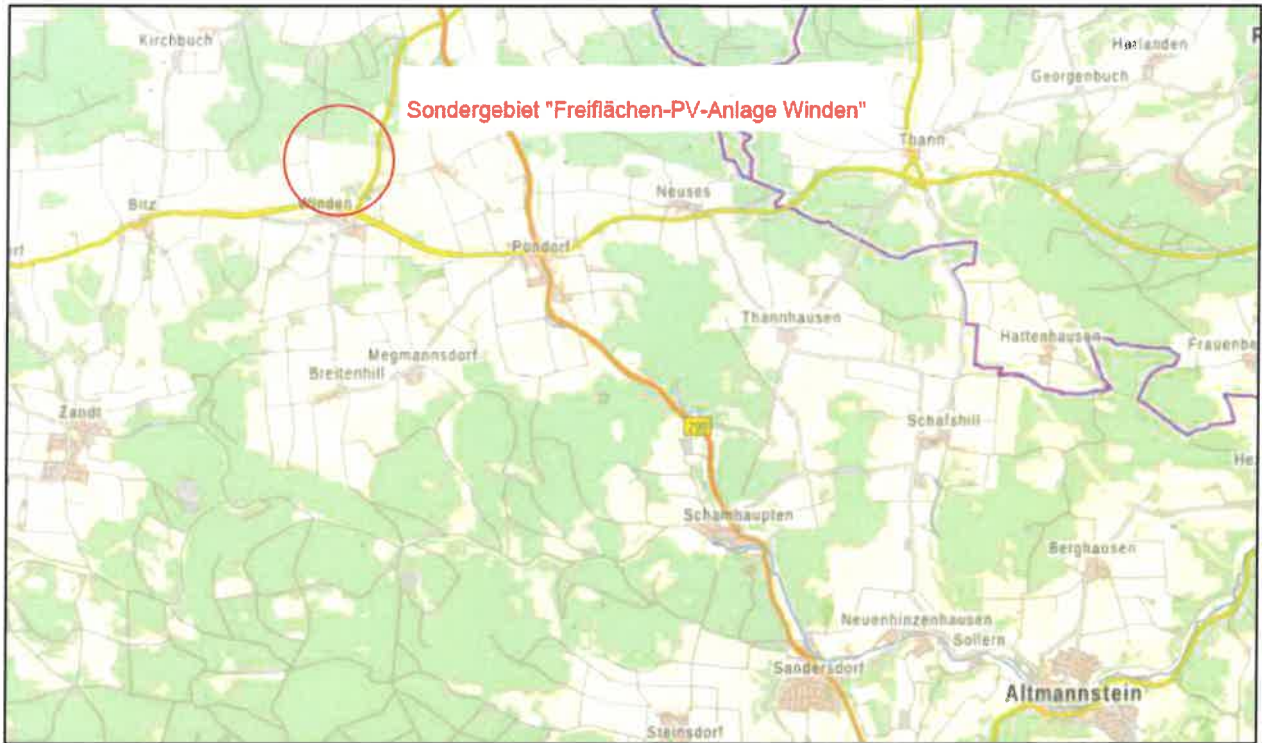 Kirchbuch
Georgenbuch
Sondergebiet "Freiflächen-PV-Anlage Winden"
Thann
Neuses
Bitz
Winden
Pondorf
Thannhausen
Hattenhausen
Megmannsdorf
Breitenhill
Zandt
Schafshill
Schamhaupten
Berghausen
Neuenhinzenhausen
Sollern
Sandersdorf
Altmannstein
Steinsdorf